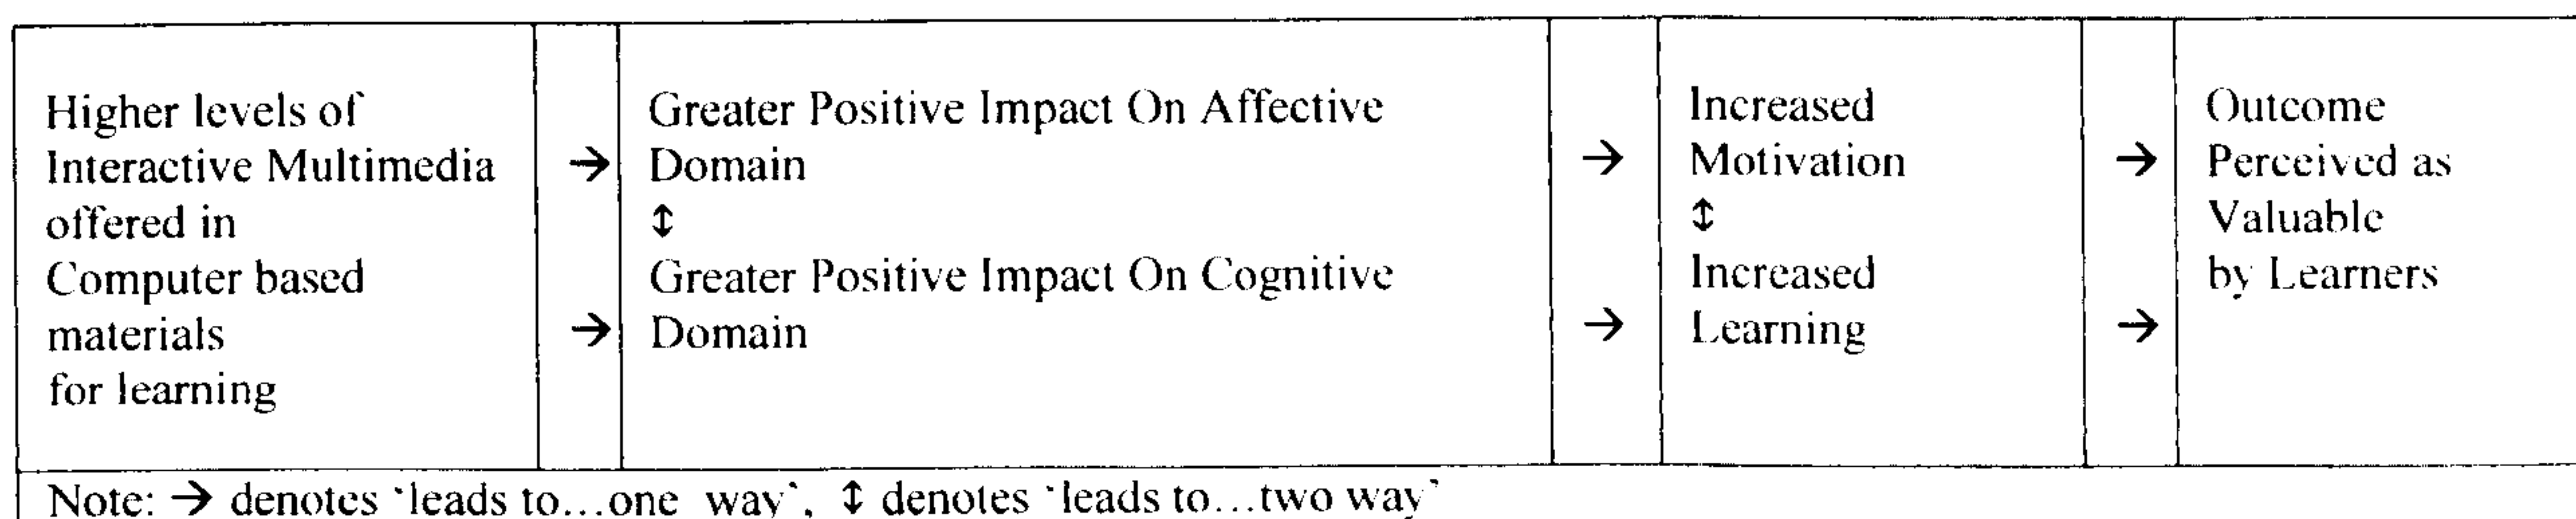 Higher levels of
Interactive Multimedia
offered in
Computer based
materials
for learning
→
→
Greater Positive Impact On Affective
Domain
↕
Greater Positive Impact On Cognitive
Domain
→
→
Increased
Motivation
↕
Increased
Learning
→
→
Outcome
Perceived as
Valuable
by Learners
Note: → denotes ‘leads to...one way’, ↕ denotes ‘leads to...two way’